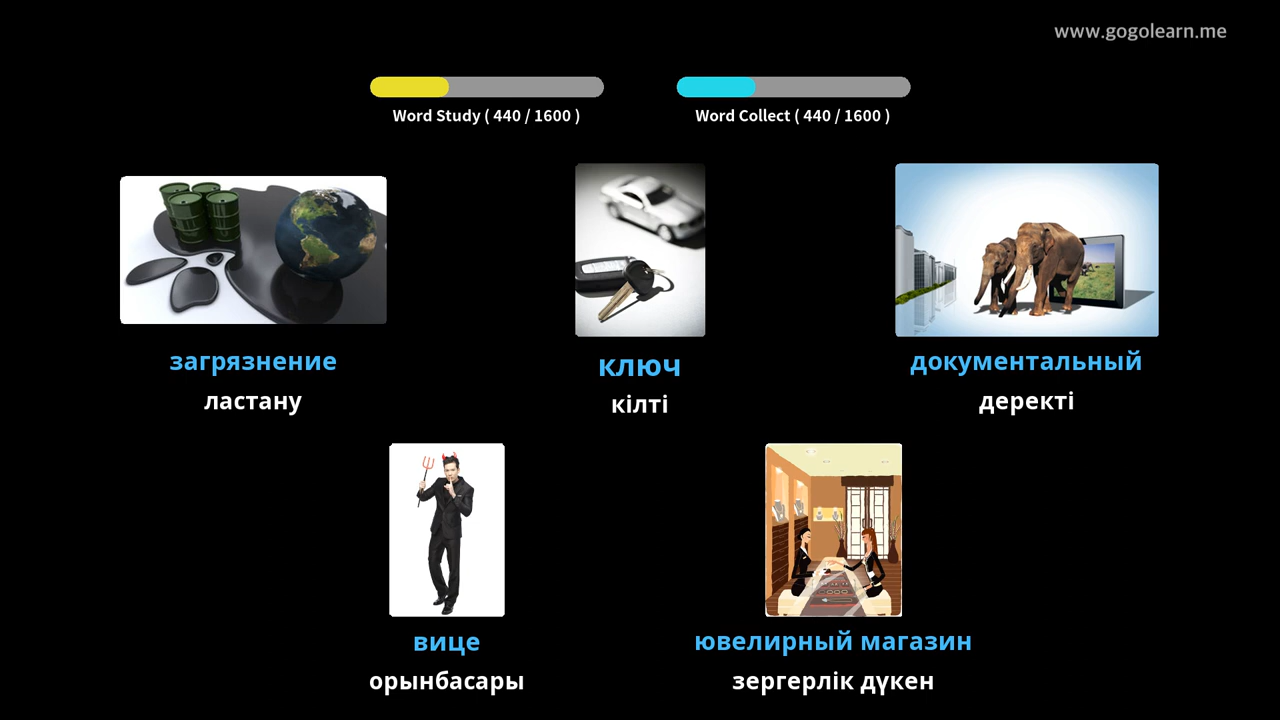 www.gogolearn.me
Word Study ( 440 / 1600 )
Word Collect ( 440 / 1600 )
загрязнение
ластану
ключ
кілті
документальный
деректі
вице
орынбасары
ювелирный магазин
зергерлік дүкен